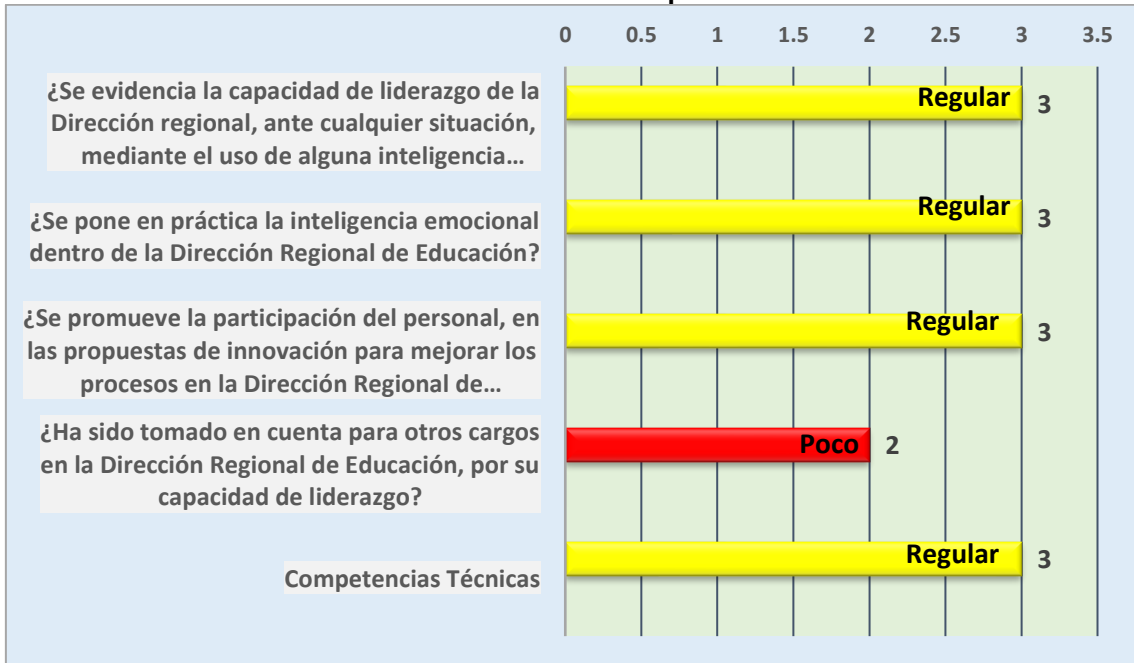 0 0.5 1 1.5 2 2.5 3 3.5
¿Se evidencia la capacidad de liderazgo de la
Dirección regional, ante cualquier situación,
mediante el uso de alguna inteligencia...
Regular 3
¿Se pone en práctica la inteligencia emocional
dentro de la Dirección Regional de Educación?
Regular 3
¿Se promueve la participación del personal, en
las propuestas de innovación para mejorar los
procesos en la Dirección Regional de...
Regular 3
¿Ha sido tomado en cuenta para otros cargos
en la Dirección Regional de Educación, por su
capacidad de liderazgo?
Poco 2
Competencias Técnicas
Regular 3